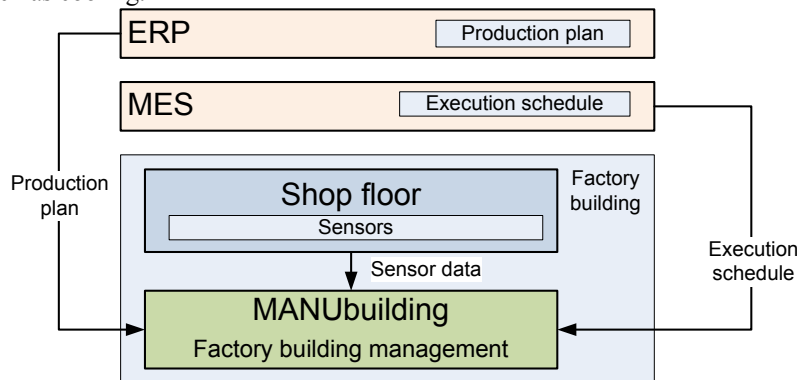 ERP
Production plan
MES
Execution schedule
Production
plan
Shop floor
Sensors
Factory
building
Sensor data
Execution
schedule
MANUbuilding
Factory building management